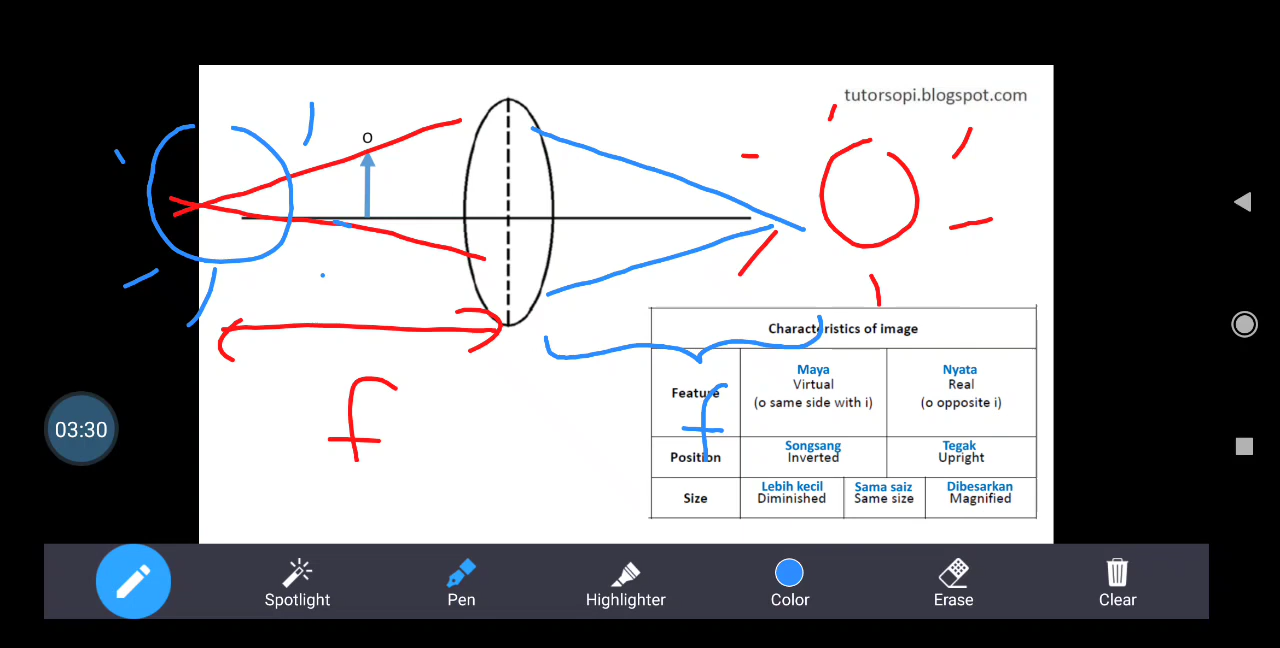 tutorsopi.blogspot.com
O
Characteristics of image
Feature
Maya
Virtual
(o same side with i)
Nyata
Real
(o opposite i)
Position
Songsang
Inverted
Tegak
Upright
Size
Lebih kecil
Diminished
Sama saiz
Same size
Dibesarkan
Magnified
f
f
03:30
Spotlight
Pen
Highlighter
Color
Erase
Clear